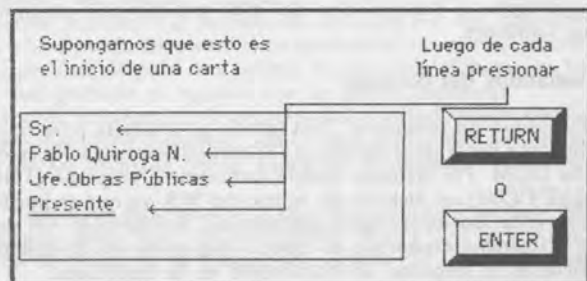 Supongamos que esto es
el inicio de una carta
Luego de cada
línea presionar
Sr.
Pablo Quiroga N.
Jfe.Obras Públicas
Presente
RETURN
O
ENTER